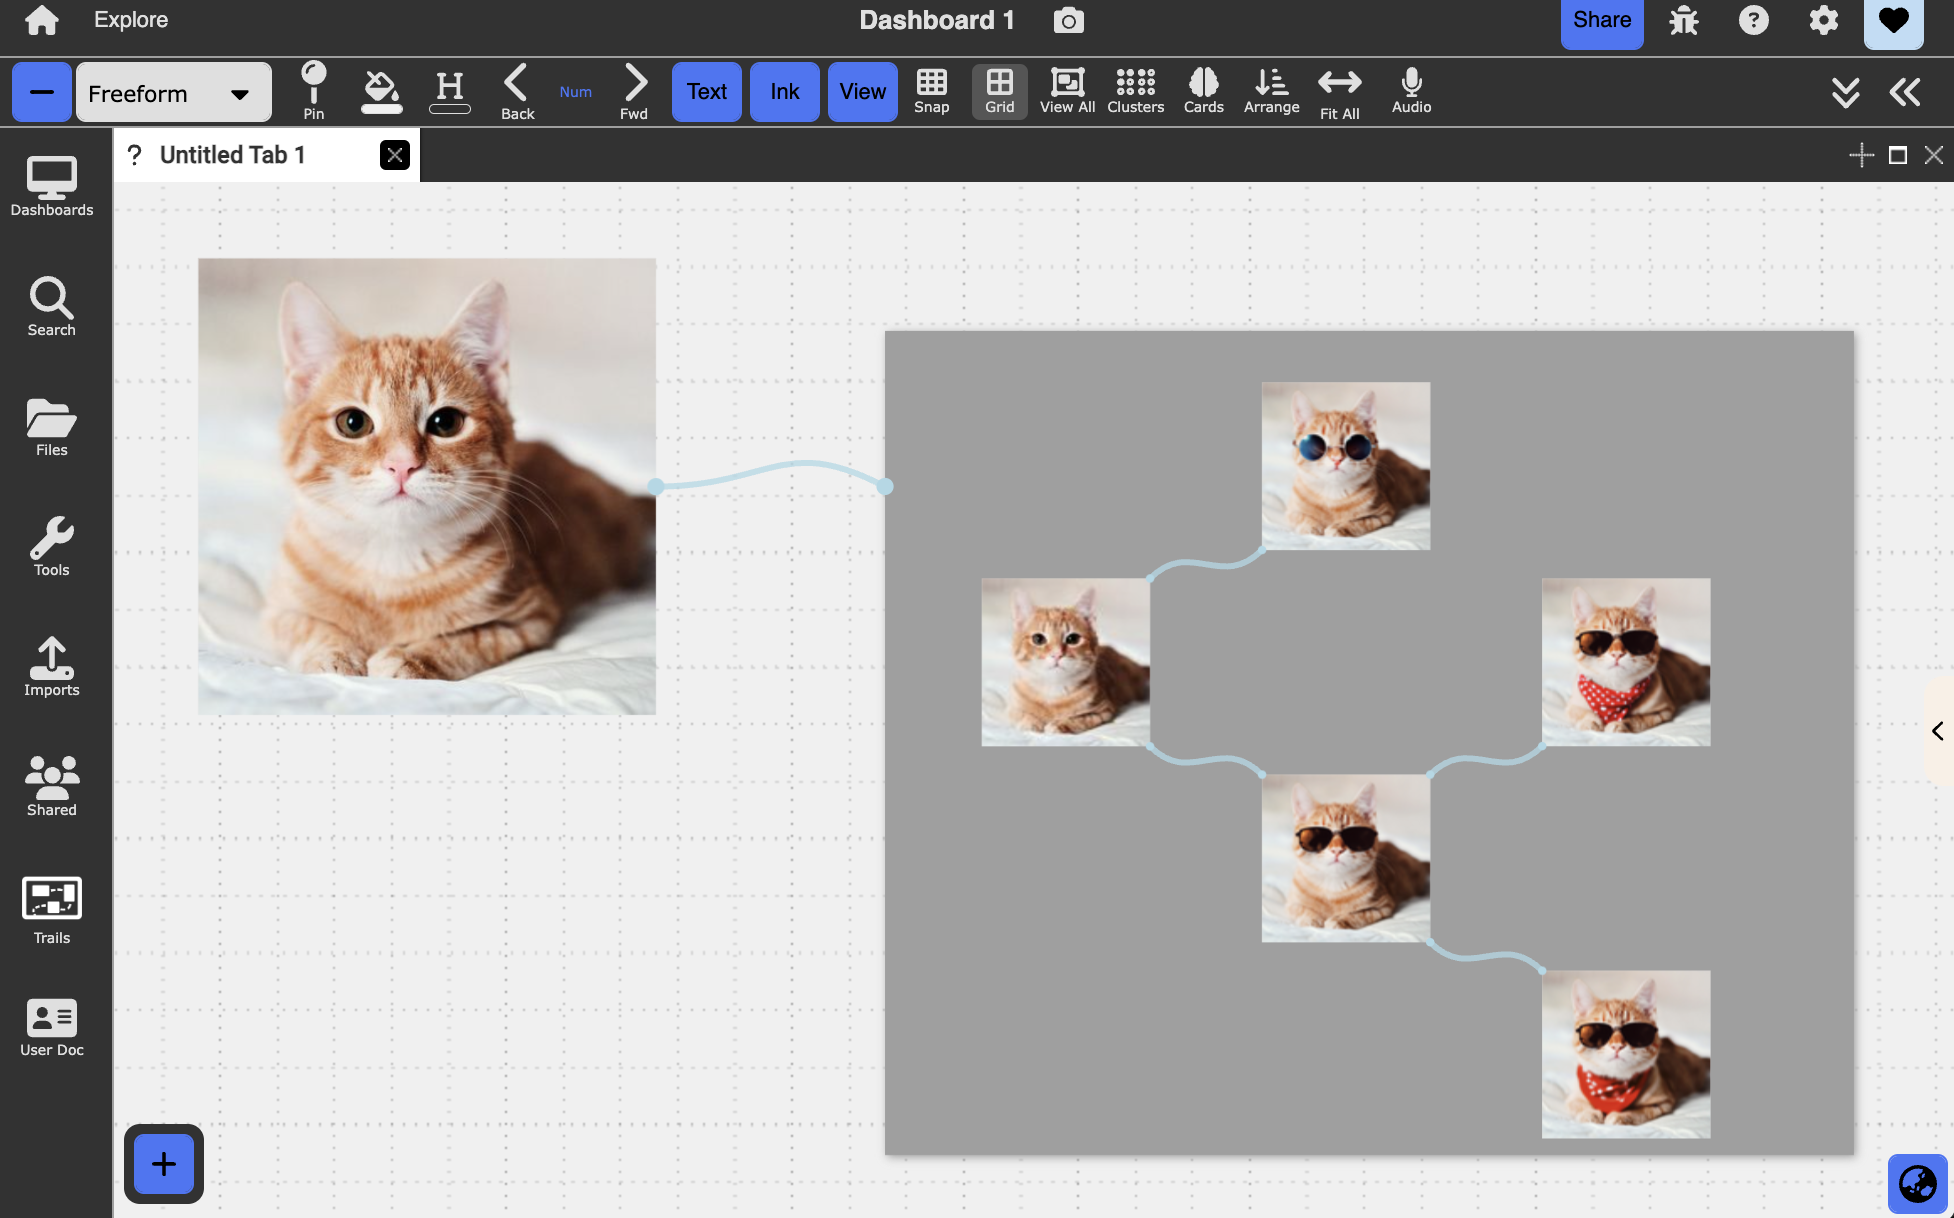 Explore
Dashboard 1
Share
Freeform
Pin
H
Back
Num
Fwd
Text
Ink
View
Snap
Grid
View All
Clusters
Cards
Arrange
Fit All
Audio
? Untitled Tab 1
Dashboards
Search
Files
Tools
Imports
Shared
Trails
User Doc